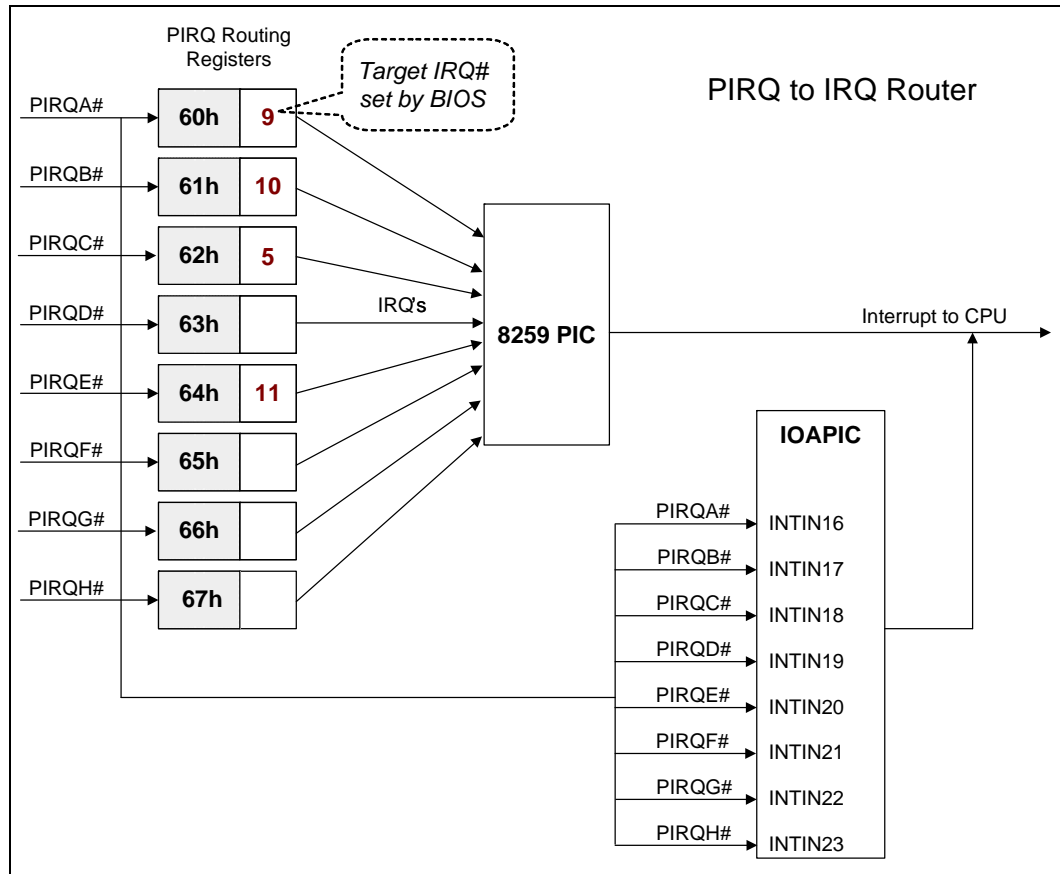 PIRQ Routing
Registers
Target IRQ#
set by BIOS
PIRQ to IRQ Router
PIRQA#
60h
9
PIRQB#
61h
10
PIRQC#
62h
5
PIRQD#
63h
IRQ's
PIRQE#
64h
11
PIRQF#
65h
PIRQG#
66h
PIRQH#
67h
8259 PIC
Interrupt to CPU
IOAPIC
PIRQA#
INTIN16
PIRQB#
INTIN17
PIRQC#
INTIN18
PIRQD#
INTIN19
PIRQE#
INTIN20
PIRQF#
INTIN21
PIRQG#
INTIN22
PIRQH#
INTIN23